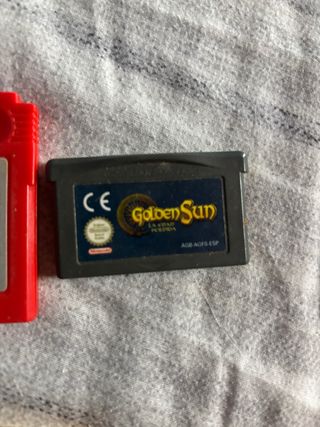 CE
Golden Sun
LA EDAD
PERDIDA
Nintendo
AGB-AGFS-ESP